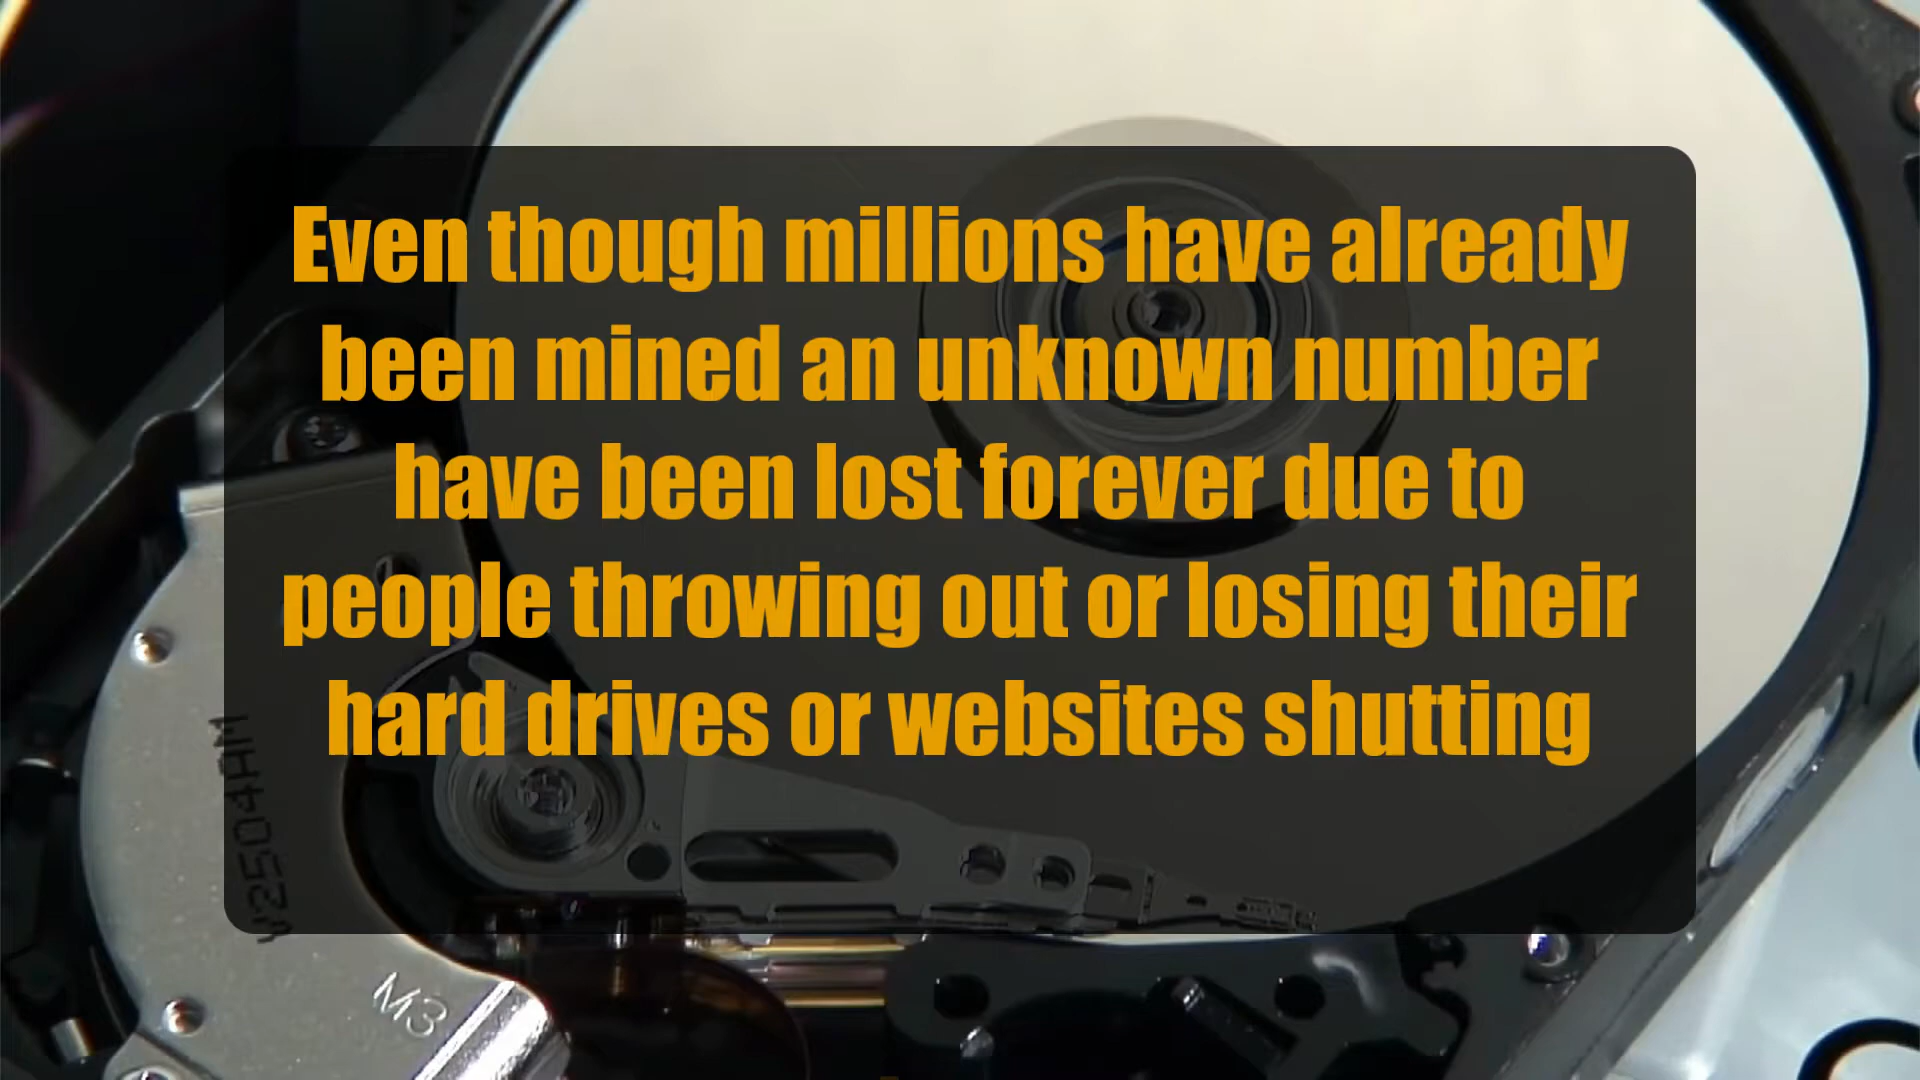 Even though millions have already
been mined an unknown number
have been lost forever due to
people throwing out or losing their
hard drives or websites shutting
M3